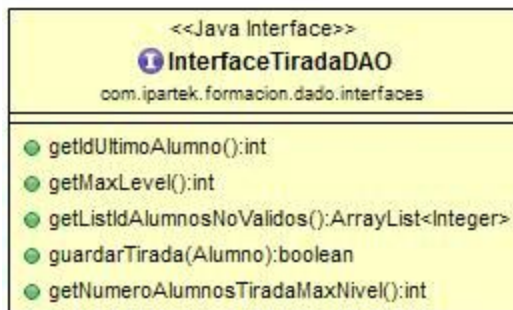 <<Java Interface>>
I InterfaceTiradaDAO
com.ipartek.formacion.dado.interfaces
getIdUltimoAlumno():int
getMaxLevel():int
getListIdAlumnosNoValidos():ArrayList<Integer>
guardarTirada(Alumno):boolean
getNumeroAlumnosTiradaMaxNivel():int